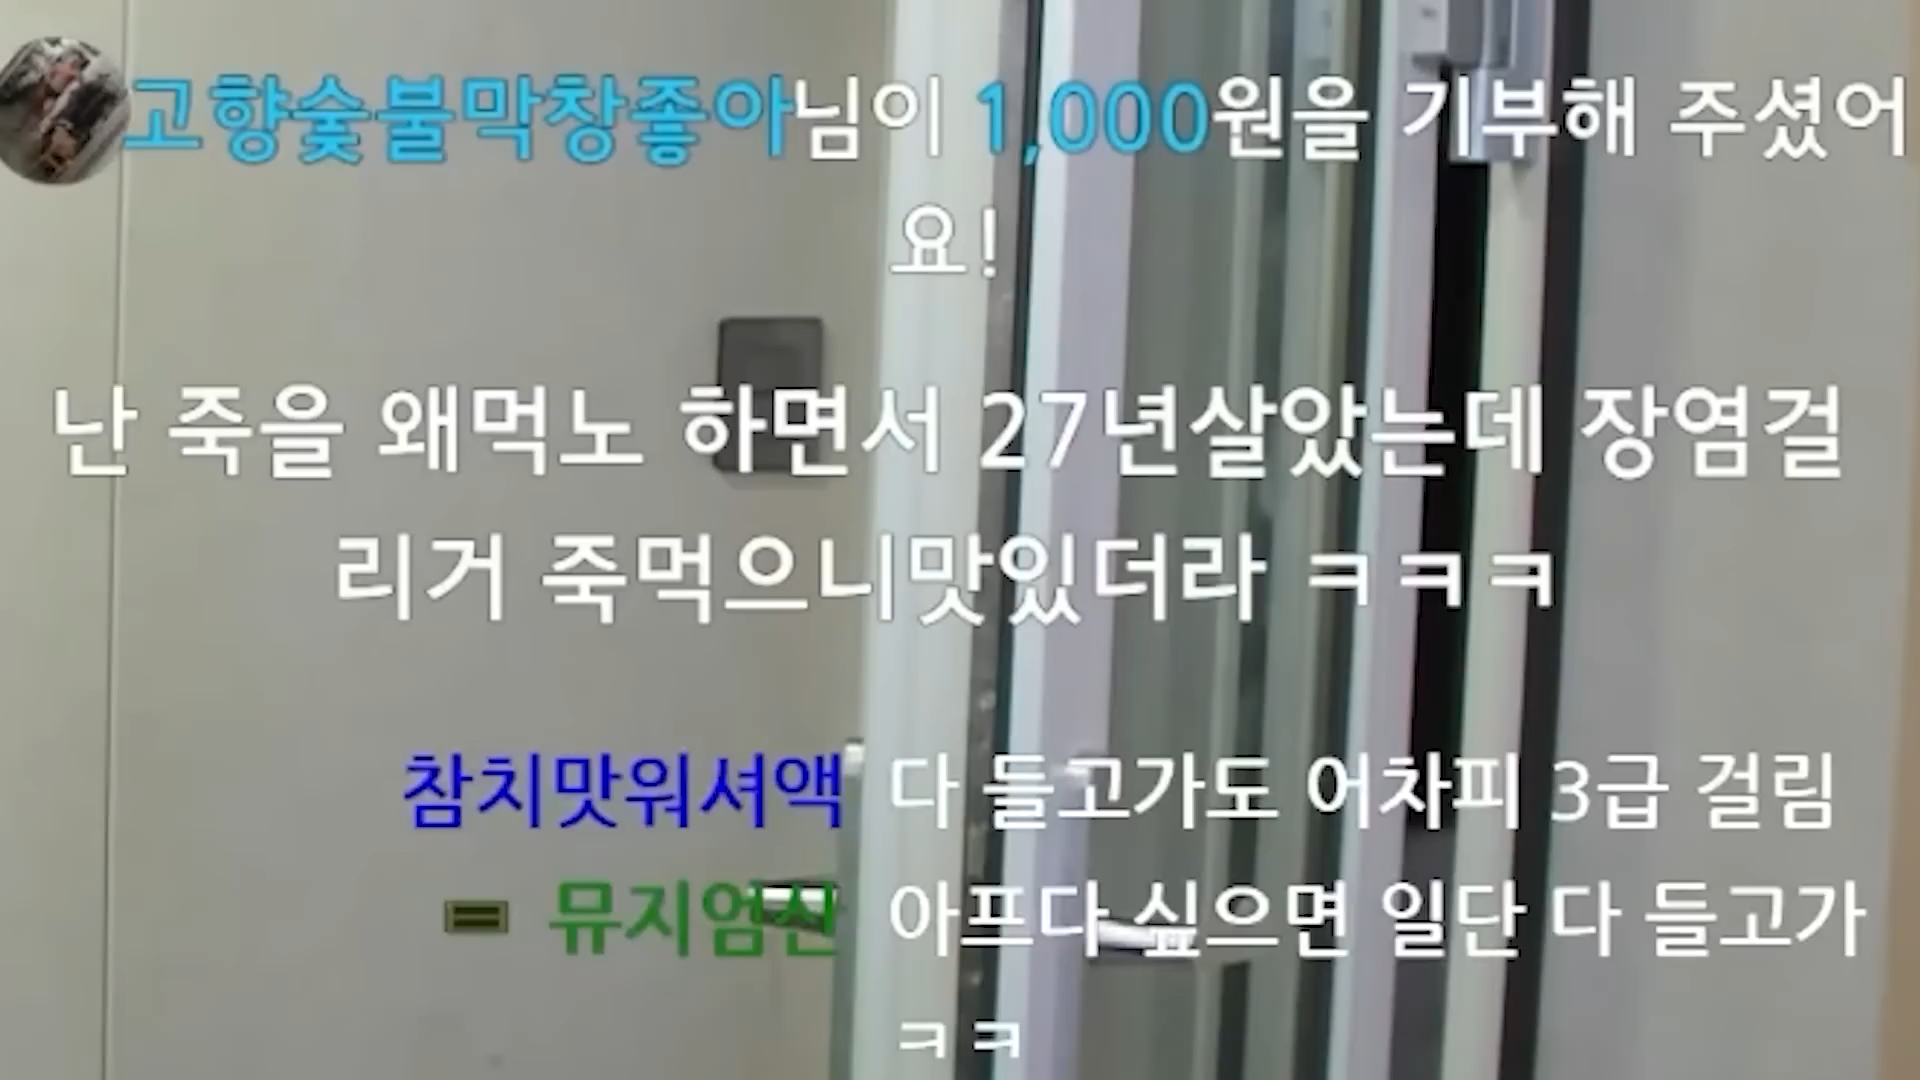 고향숯불막창좋아님이 1,000원을 기부해 주셨어
요!
난 죽을 왜먹노 하면서 27년살았는데 장염걸
리거 죽먹으니맛있더라 ㅋㅋㅋ
참치맛워셔액 다 들고가도 어차피 3급 걸림
뮤지엄산 아프다 싶으면 일단 다 들고가
ㅋㅋ